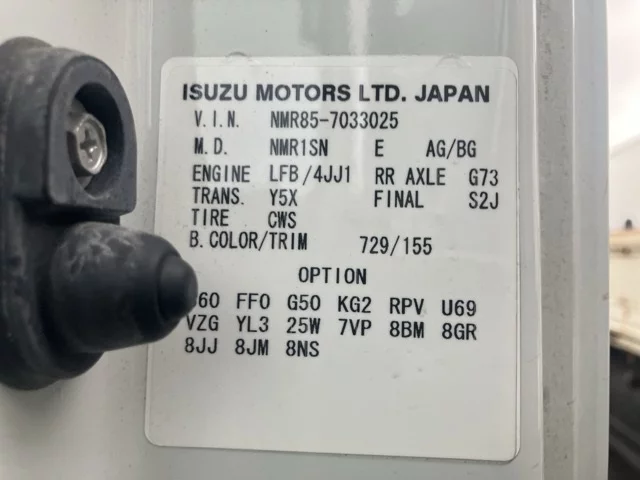 ISUZU MOTORS LTD. JAPAN
V.I.N. NMR85-7033025
M.D. NMR1SN E AG/BG
ENGINE LFB/4JJ1 RR AXLE G73
TRANS. Y5X FINAL S2J
TIRE CWS
B.COLOR/TRIM 729/155
OPTION
FF0 G50 KG2 RPV U69
VZG YL3 25W 7VP 8BM 8GR
8JJ 8JM 8NS